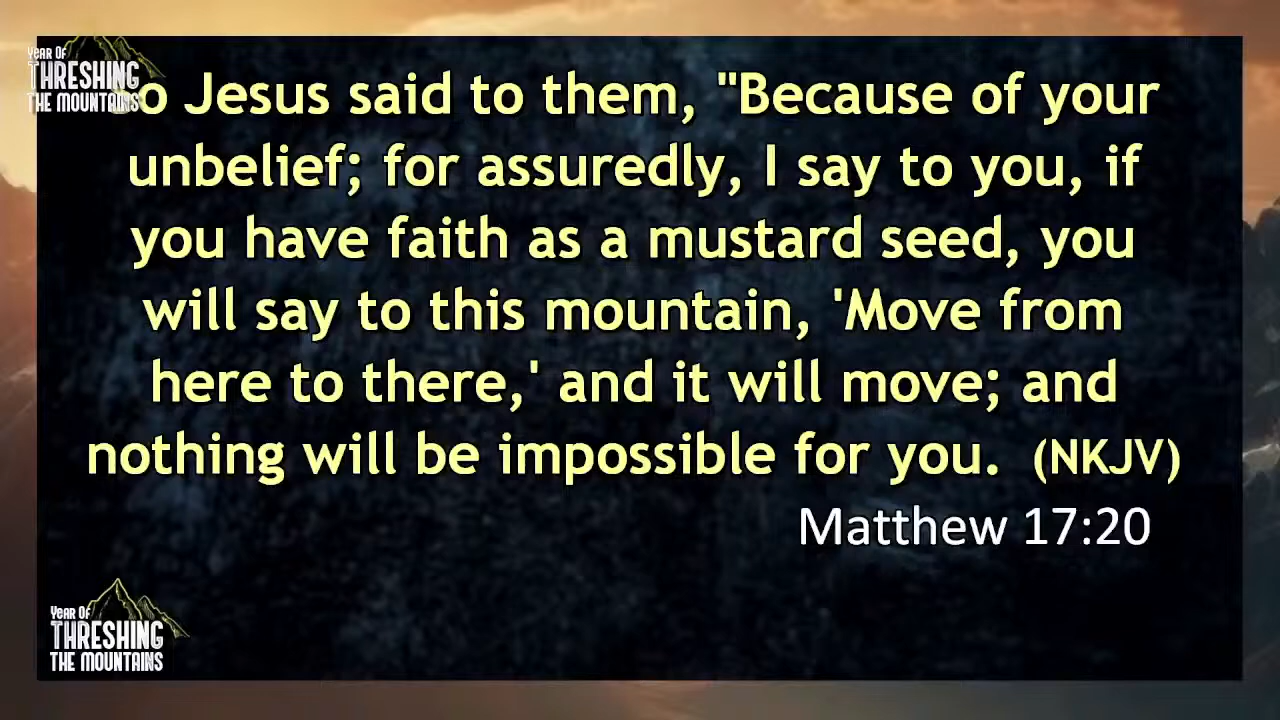 YEAR OF
THRESHING
THE MOUNTAINS
o Jesus said to them, "Because of your
unbelief; for assuredly, I say to you, if
you have faith as a mustard seed, you
will say to this mountain, 'Move from
here to there,' and it will move; and
nothing will be impossible for you. (NKJV)
Matthew 17:20
YEAR OF
THRESHING
THE MOUNTAINS